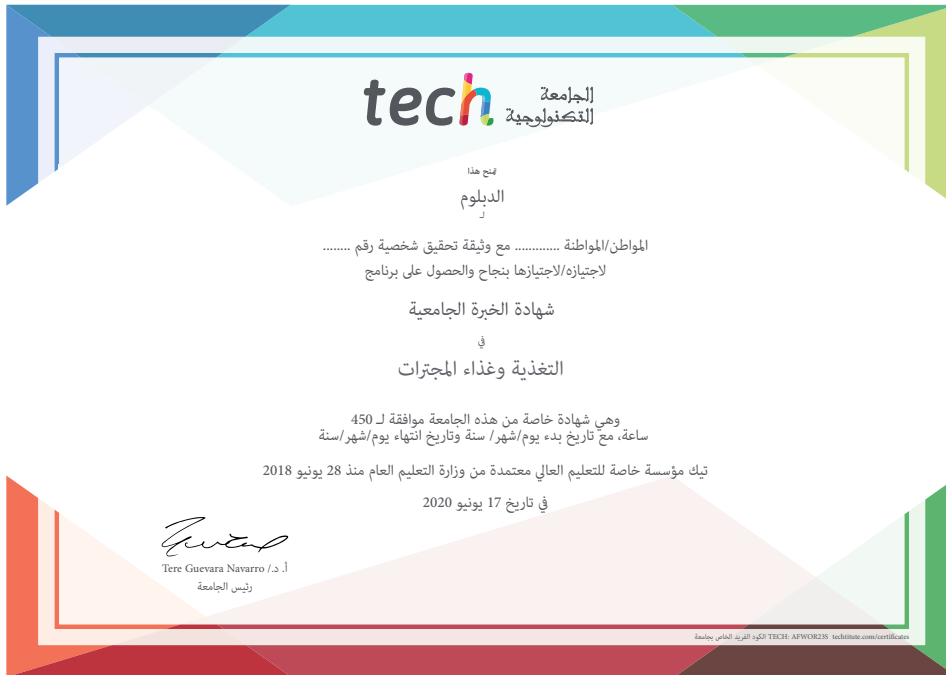 tech الجامعة
التكنولوجية
يمنح هذا
الدبلوم
لـ
المواطن/المواطنة ............ مع وثيقة تحقيق شخصية رقم ........
لاجتيازه/لاجتيازها بنجاح والحصول على برنامج
شهادة الخبرة الجامعية
في
التغذية وغذاء المجترات
وهي شهادة خاصة من هذه الجامعة موافقة لـ 450
ساعة، مع تاريخ بدء يوم/شهر/ سنة وتاريخ انتهاء يوم/شهر/سنة
تيك مؤسسة خاصة للتعليم العالي معتمدة من وزارة التعليم العام منذ 28 يونيو 2018
في تاريخ 17 يونيو 2020
أ. د./ Tere Guevara Navarro
رئيس الجامعة
الكود الفريد الخاص بجامعة TECH: AFWOR23S techtitute.com/certificates